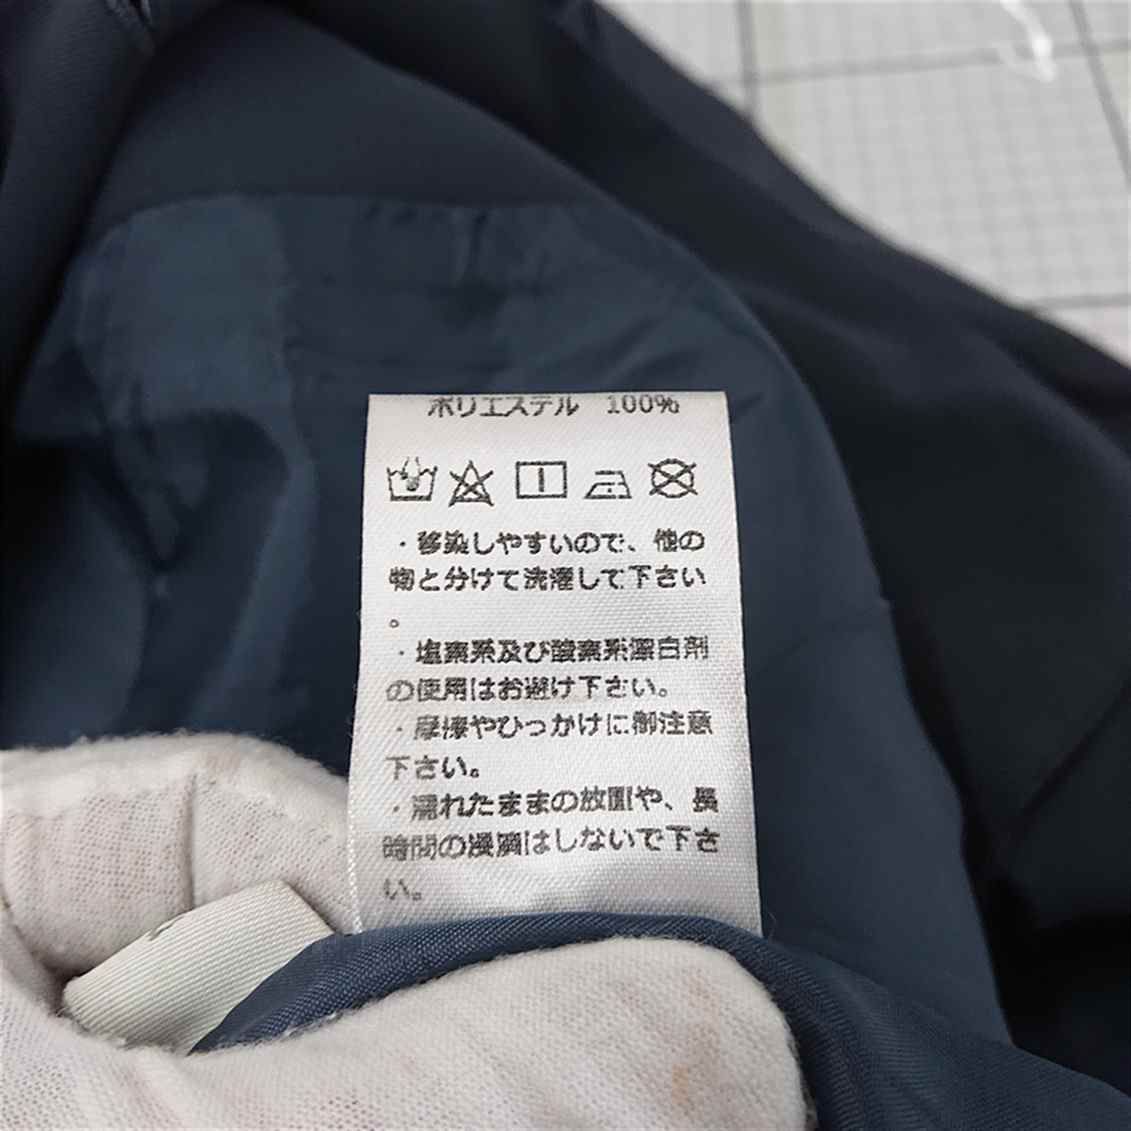 ポリエステル 100%
・移染しやすいので、他の
物と分けて洗濯して下さい
。
・塩素系及び酸素系漂白剤
の使用はお避け下さい。
・摩擦やひっかけに御注意
下さい。
・濡れたままの放置や、長
時間の浸漬はしないで下さ
い。